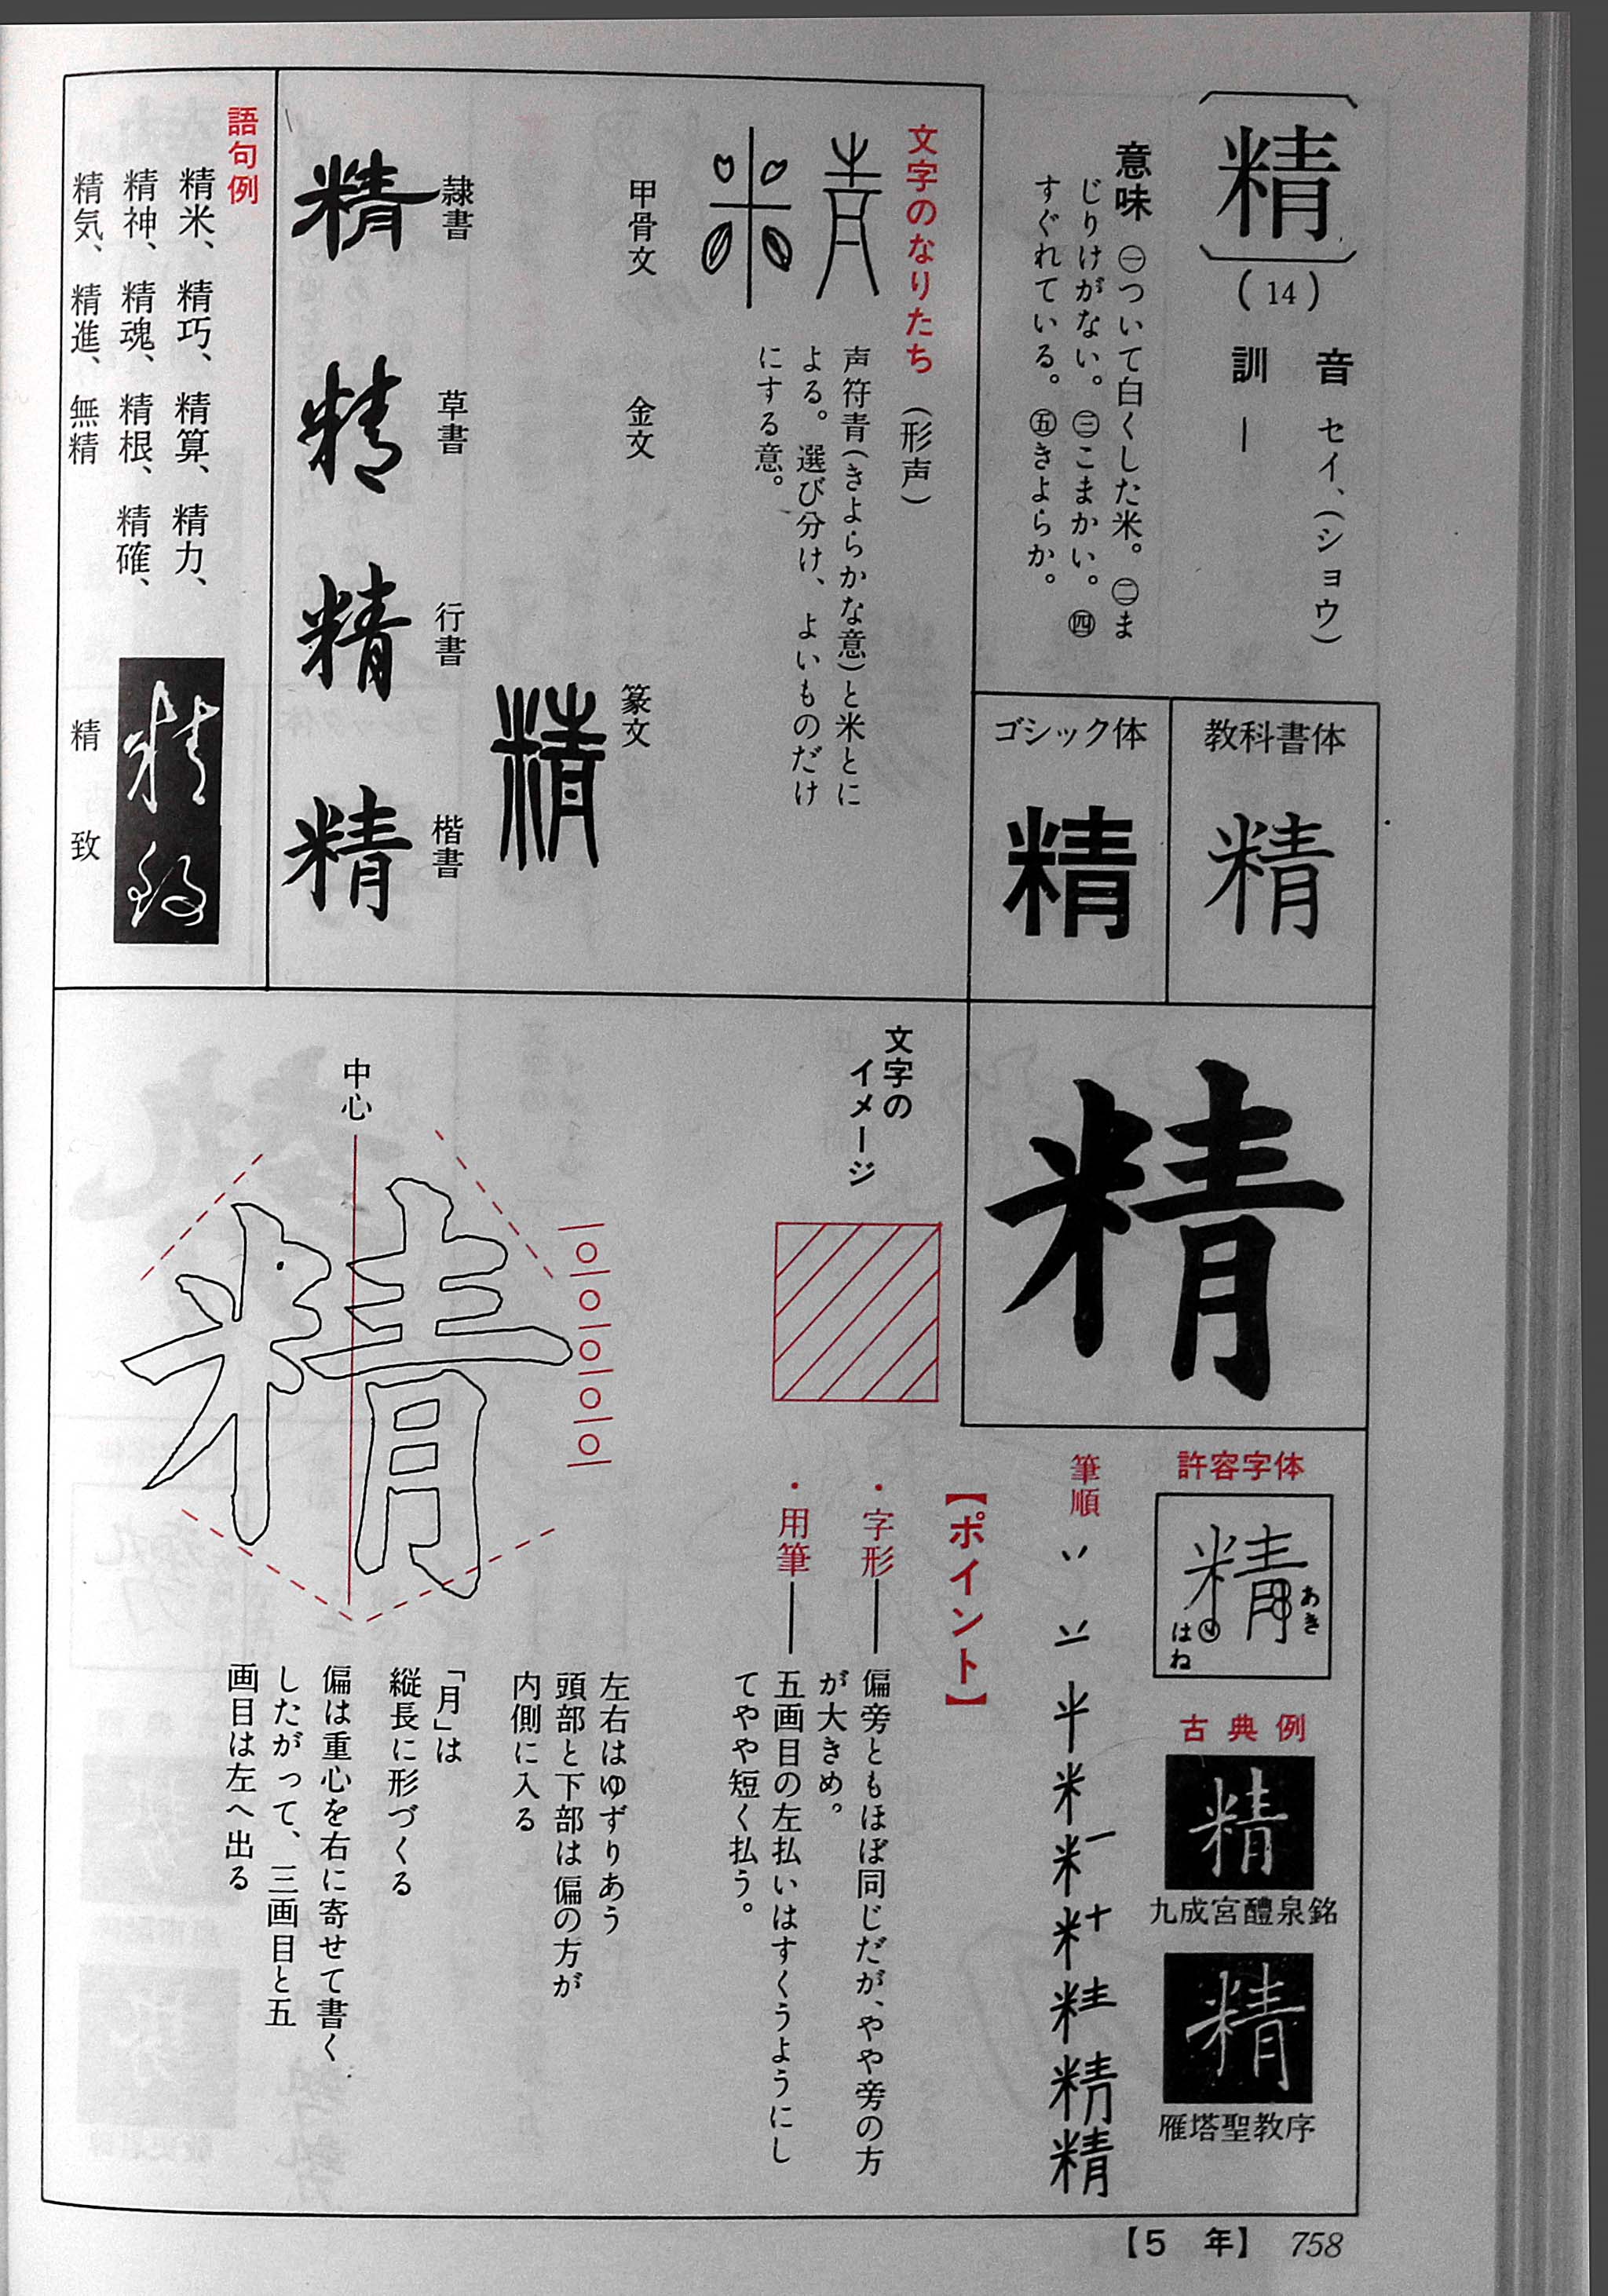 精
(14)
音 セイ、(ショウ)
訓 ―
意味 ㊀ついて白くした米。㊁ま
じりけがない。㊂こまかい。㊃
すぐれている。㊄きよらか。
教科書体
精
ゴシック体
精
精
許容字体
精
あき
はね
古典例
精
九成宮醴泉銘
精
雁塔聖教序
筆順
文字のなりたち (形声)
声符青(きよらかな意)と米とに
よる。選び分け、よいものだけ
にする意。
甲骨文
金文
篆文
精
隷書
精
草書
精
行書
精
楷書
精
語句例
精米、精巧、精算、精力、
精神、精魂、精根、精確、
精気、精進、無精
精致
精致
文字の
イメージ
【ポイント】
・字形――偏旁ともほぼ同じだが、やや旁の方
が大きめ。
・用筆――五画目の左払いはすくうようにし
てやや短く払う。
左右はゆずりあう
頭部と下部は偏の方が
内側に入る
「月」は
縦長に形づくる
偏は重心を右に寄せて書く
したがって、三画目と五
画目は左へ出る
中心
精
【5 年】 758